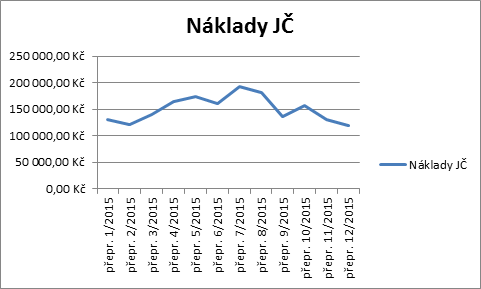 Náklady JČ
250 000,00 Kč
200 000,00 Kč
150 000,00 Kč
100 000,00 Kč
50 000,00 Kč
0,00 Kč
přepr. 1/2015
přepr. 2/2015
přepr. 3/2015
přepr. 4/2015
přepr. 5/2015
přepr. 6/2015
přepr. 7/2015
přepr. 8/2015
přepr. 9/2015
přepr. 10/2015
přepr. 11/2015
přepr. 12/2015
Náklady JČ